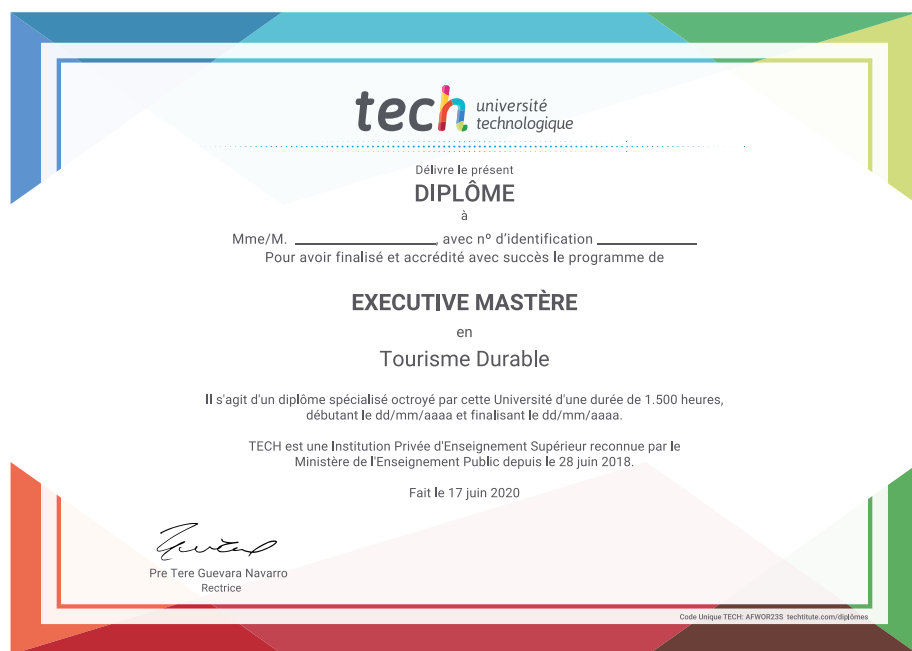 tech université
technologique
Délivre le présent
DIPLÔME
à
Mme/M. ____________________, avec nº d'identification ______________
Pour avoir finalisé et accrédité avec succès le programme de
EXECUTIVE MASTÈRE
en
Tourisme Durable
Il s'agit d'un diplôme spécialisé octroyé par cette Université d'une durée de 1.500 heures,
débutant le dd/mm/aaaa et finalisant le dd/mm/aaaa.
TECH est une Institution Privée d'Enseignement Supérieur reconnue par le
Ministère de l'Enseignement Public depuis le 28 juin 2018.
Fait le 17 juin 2020
Pre Tere Guevara Navarro
Rectrice
Code Unique TECH: AFWOR23S techtitute.com/diplômes